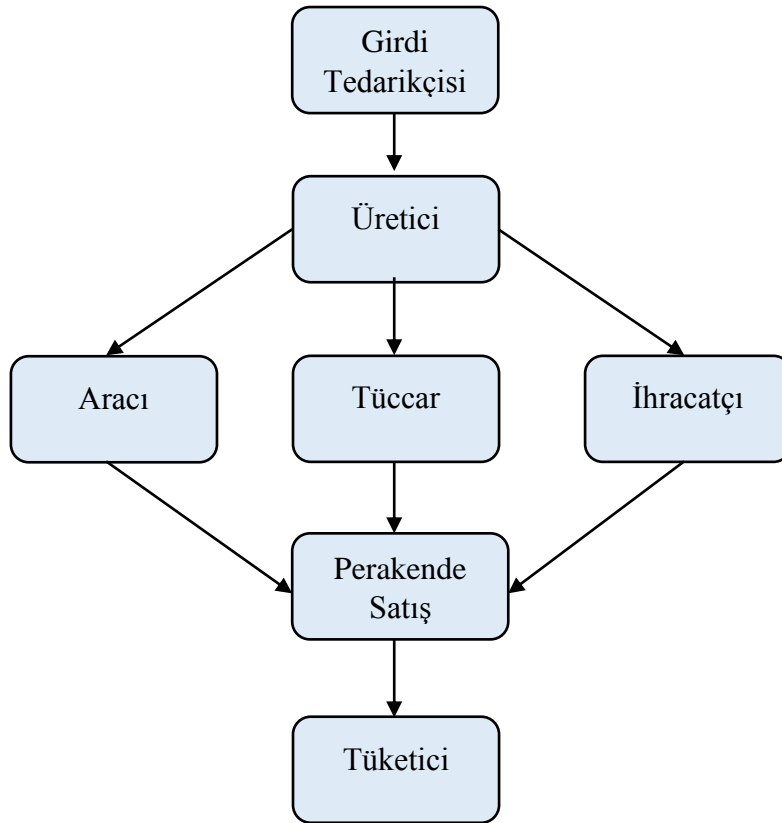 Girdi
Tedarikçisi
Üretici
Aracı
Tüccar
İhracatçı
Perakende
Satış
Tüketici